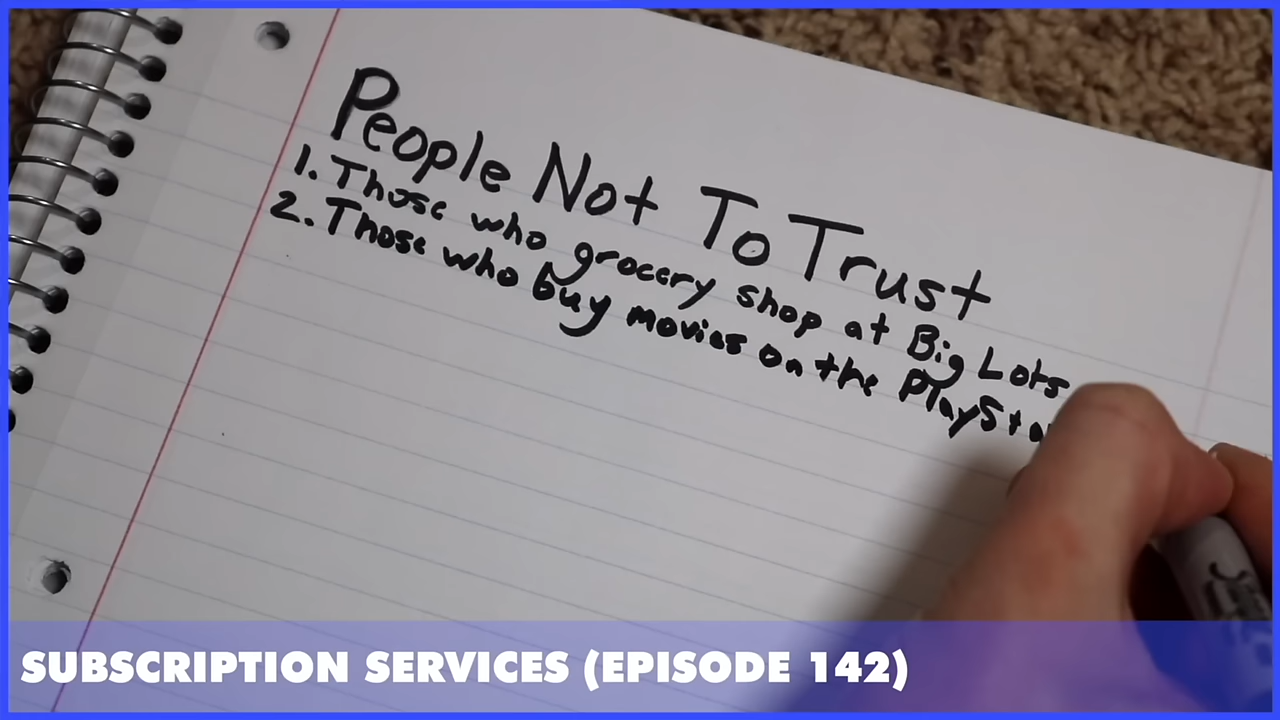 People Not To Trust
1. Those who grocery shop at Big Lots
2. Those who buy movies on the PlaySto
SUBSCRIPTION SERVICES (EPISODE 142)